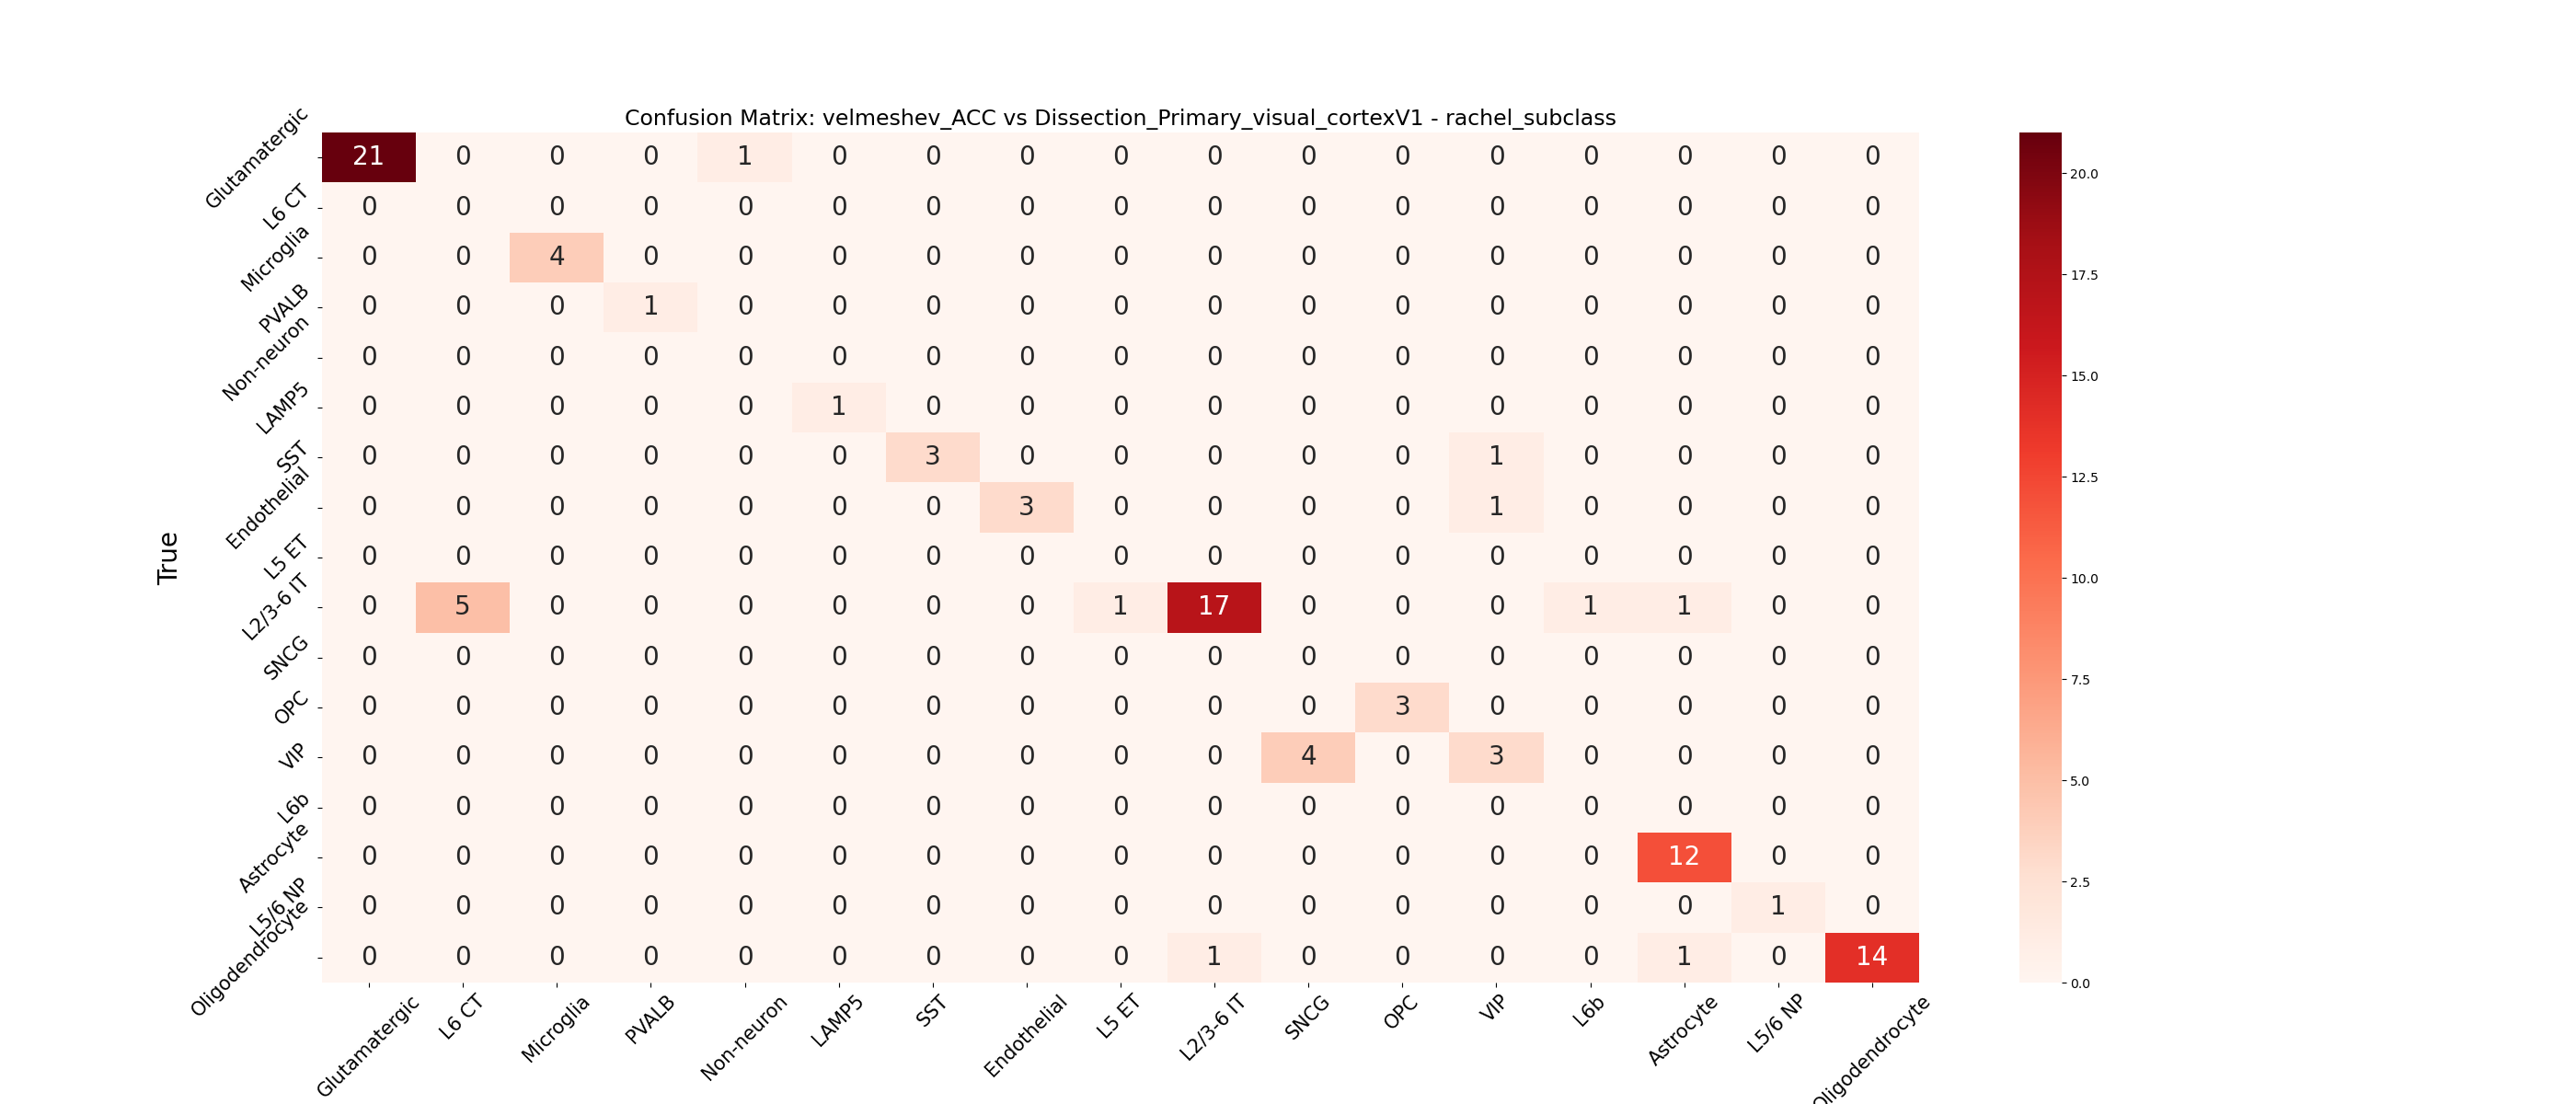 Confusion Matrix: velmeshev_ACC vs Dissection_Primary_visual_cortexV1 - rachel_subclass
True
Glutamatergic 21 0 0 0 1 0 0 0 0 0 0 0 0 0 0 0 0
L6 CT 0 0 0 0 0 0 0 0 0 0 0 0 0 0 0 0 0
Microglia 0 0 4 0 0 0 0 0 0 0 0 0 0 0 0 0 0
PVALB 0 0 0 1 0 0 0 0 0 0 0 0 0 0 0 0 0
Non-neuron 0 0 0 0 0 0 0 0 0 0 0 0 0 0 0 0 0
LAMP5 0 0 0 0 0 1 0 0 0 0 0 0 0 0 0 0 0
SST 0 0 0 0 0 0 3 0 0 0 0 0 1 0 0 0 0
Endothelial 0 0 0 0 0 0 0 3 0 0 0 0 1 0 0 0 0
L5 ET 0 0 0 0 0 0 0 0 0 0 0 0 0 0 0 0 0
L2/3-6 IT 0 5 0 0 0 0 0 0 1 17 0 0 0 1 1 0 0
SNCG 0 0 0 0 0 0 0 0 0 0 0 0 0 0 0 0 0
OPC 0 0 0 0 0 0 0 0 0 0 0 3 0 0 0 0 0
VIP 0 0 0 0 0 0 0 0 0 0 4 0 3 0 0 0 0
L6b 0 0 0 0 0 0 0 0 0 0 0 0 0 0 0 0 0
Astrocyte 0 0 0 0 0 0 0 0 0 0 0 0 0 0 12 0 0
L5/6 NP 0 0 0 0 0 0 0 0 0 0 0 0 0 0 0 1 0
Oligodendrocyte 0 0 0 0 0 0 0 0 0 1 0 0 0 0 1 0 14
Glutamatergic L6 CT Microglia PVALB Non-neuron LAMP5 SST Endothelial L5 ET L2/3-6 IT SNCG OPC VIP L6b Astrocyte L5/6 NP Oligodendrocyte
20.0
17.5
15.0
12.5
10.0
7.5
5.0
2.5
0.0